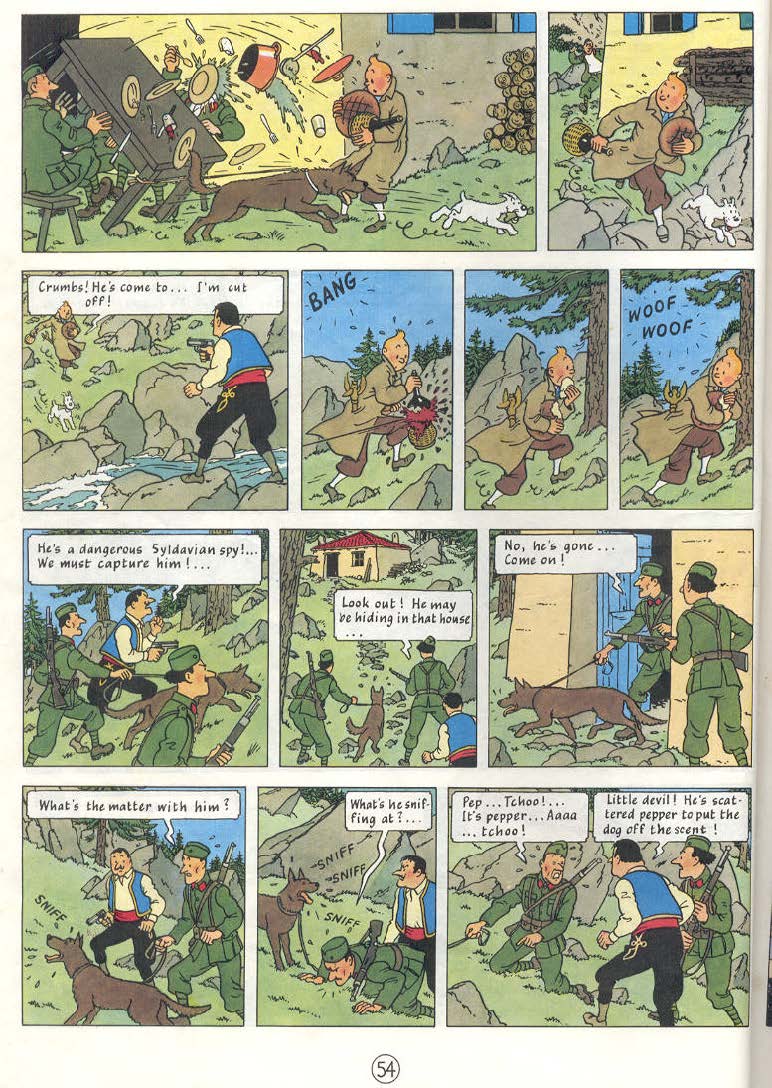 Crumbs! He's come to... I'm cut
off!
BANG
WOOF
WOOF
He's a dangerous Syldavian spy!...
We must capture him!...
Look out! He may
be hiding in that house
...
No, he's gone...
Come on!
What's the matter with him?
SNIFF
What's he snif-
fing at?...
SNIFF
SNIFF
SNIFF
Pep...Tchoo!...
It's pepper...Aaaa
...tchoo!
Little devil! He's scat-
tered pepper to put the
dog off the scent!
54